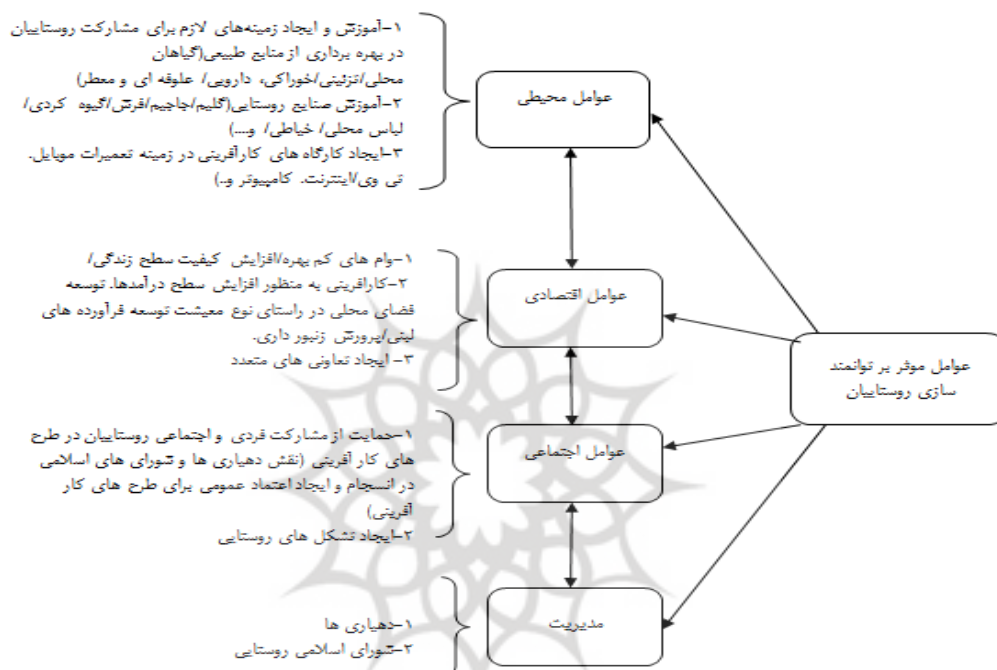 عوامل موثر بر توانمند
سازی روستاییان
عوامل محیطی
۱-آموزش و ایجاد زمینه‌های لازم برای مشارکت روستاییان
در بهره برداری از منابع طبیعی(گیاهان
محلی/تزئینی/خوراکی، دارویی/ علوفه ای و معطر)
۲-آموزش صنایع روستایی(گلیم/جاجیم/فرش/گیوه کردی/
لباس محلی/ خیاطی/ و....)
۳-ایجاد کارگاه های کارآفرینی در زمینه تعمیرات موبایل.
تی وی/اینترنت. کامپیوتر و..)
عوامل اقتصادی
۱-وام های کم بهره/افزایش کیفیت سطح زندگی/
۲-کارافرینی به منظور افزایش سطح درآمدها. توسعه
فضای محلی در راستای نوع معیشت توسعه فرآورده های
لبنی/پرورش زنبور داری.
۳- ایجاد تعاونی های متعدد
عوامل اجتماعی
۱-حمایت از مشارکت فردی و اجتماعی روستاییان در طرح
های کار آفرینی (نقش دهیاری ها و شورای های اسلامی
در انسجام و ایجاد اعتماد عمومی برای طرح های کار
آفرینی)
۲-ایجاد تشکل های روستایی
مدیریت
۱-دهیاری ها
۲-شورای اسلامی روستایی